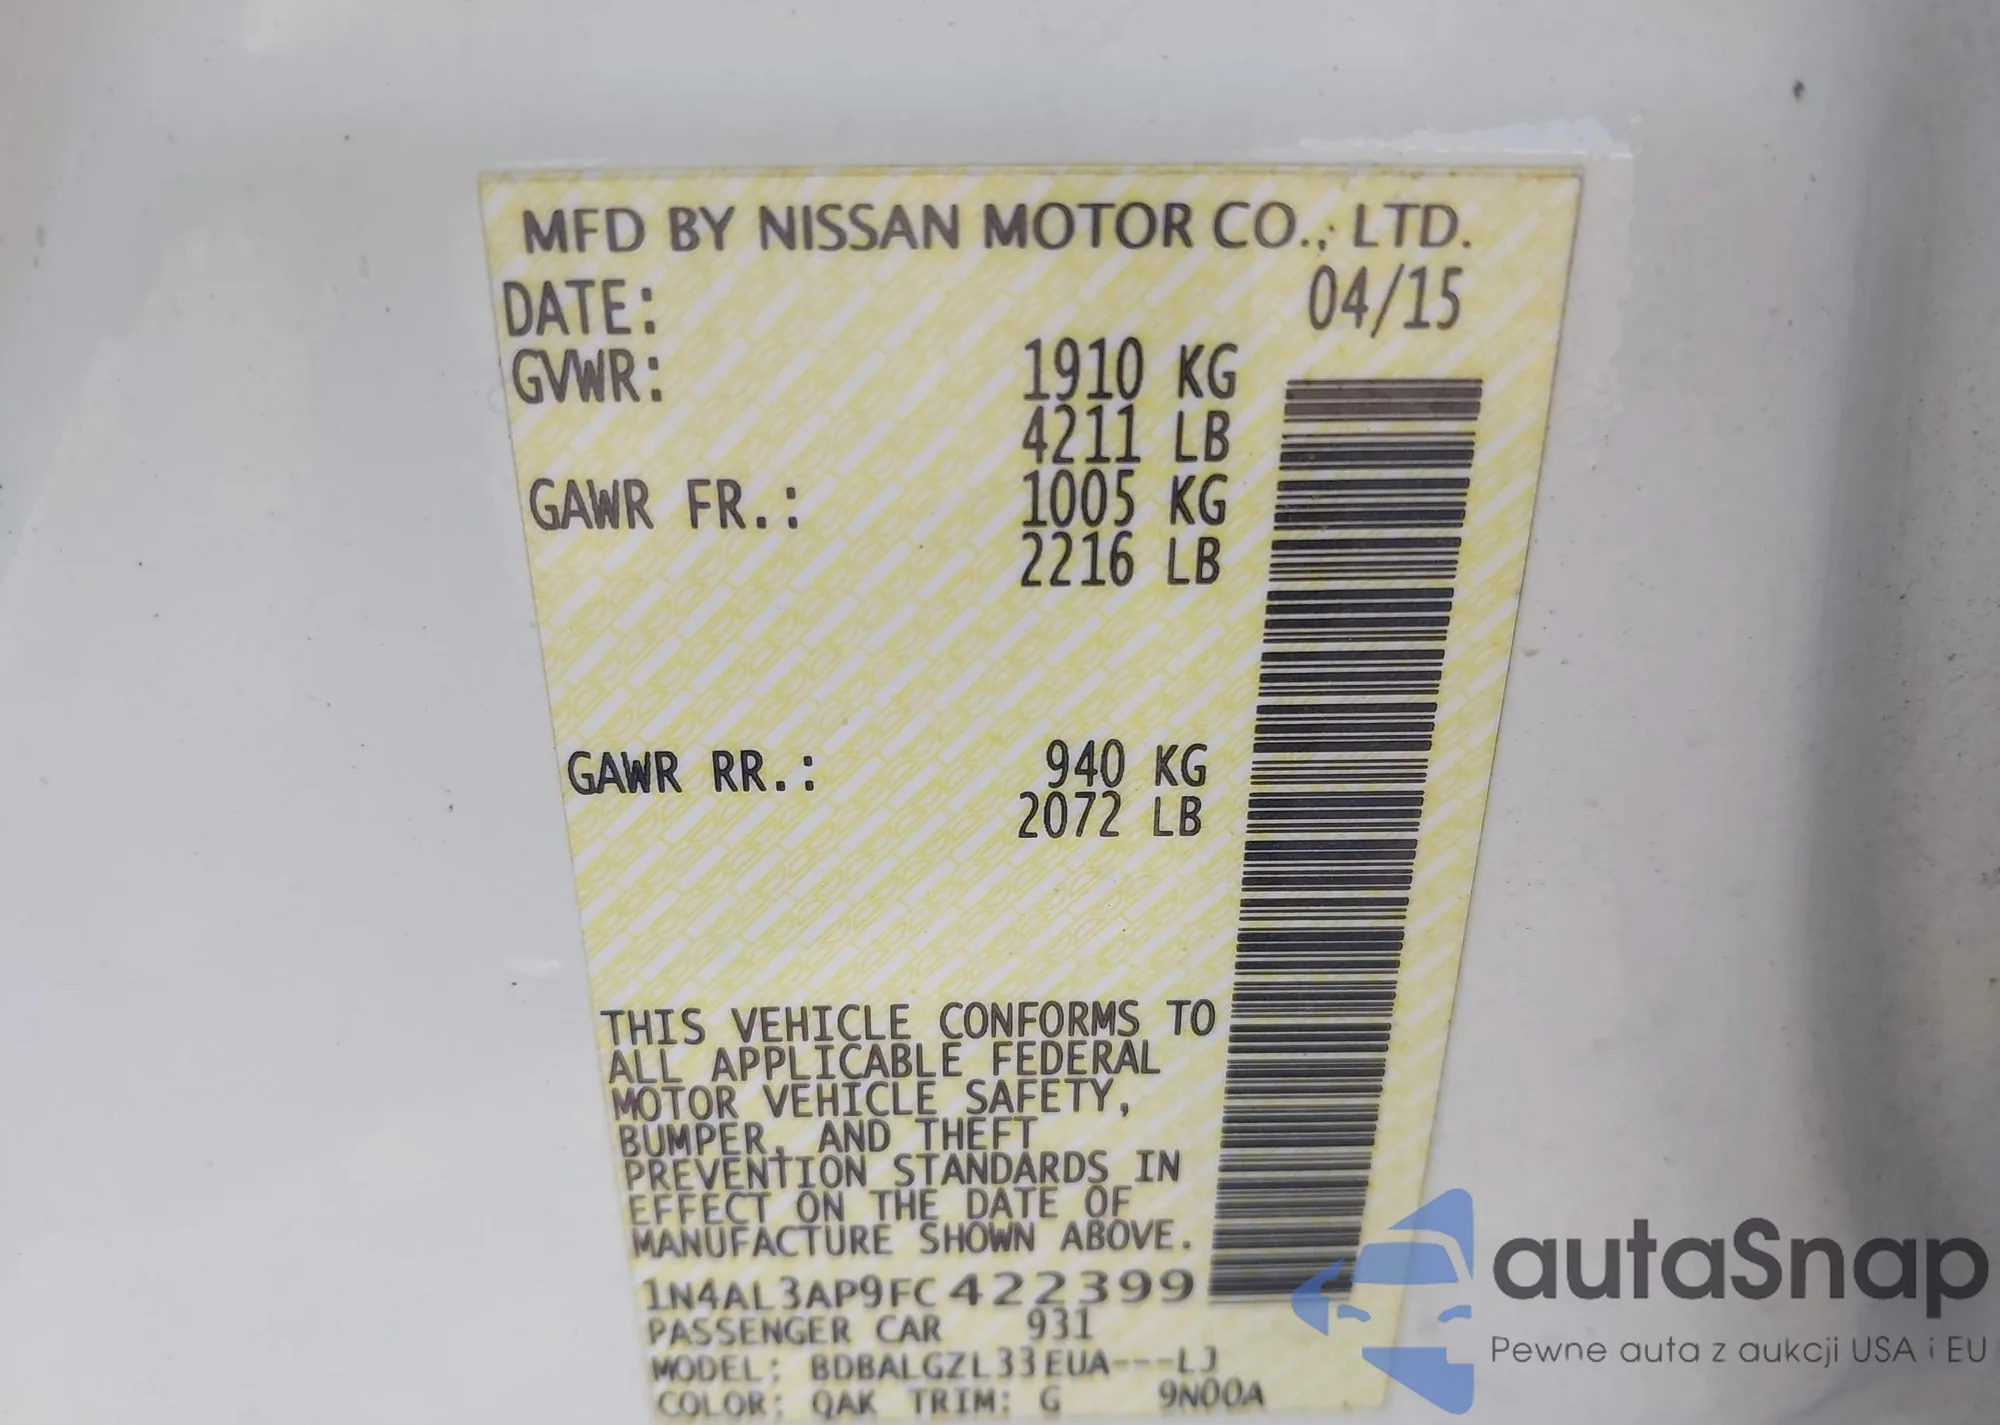 MFD BY NISSAN MOTOR CO., LTD.
DATE: 04/15
GVWR: 1910 KG
4211 LB
GAWR FR.: 1005 KG
2216 LB
GAWR RR.: 940 KG
2072 LB
THIS VEHICLE CONFORMS TO
ALL APPLICABLE FEDERAL
MOTOR VEHICLE SAFETY,
BUMPER, AND THEFT
PREVENTION STANDARDS IN
EFFECT ON THE DATE OF
MANUFACTURE SHOWN ABOVE.
1N4AL3AP9FC422399
PASSENGER CAR 931
MODEL: BDBALGZL33EUA---LJ
COLOR: QAK TRIM: G 9N00A
autaSnap
Pewne auta z aukcji USA i EU